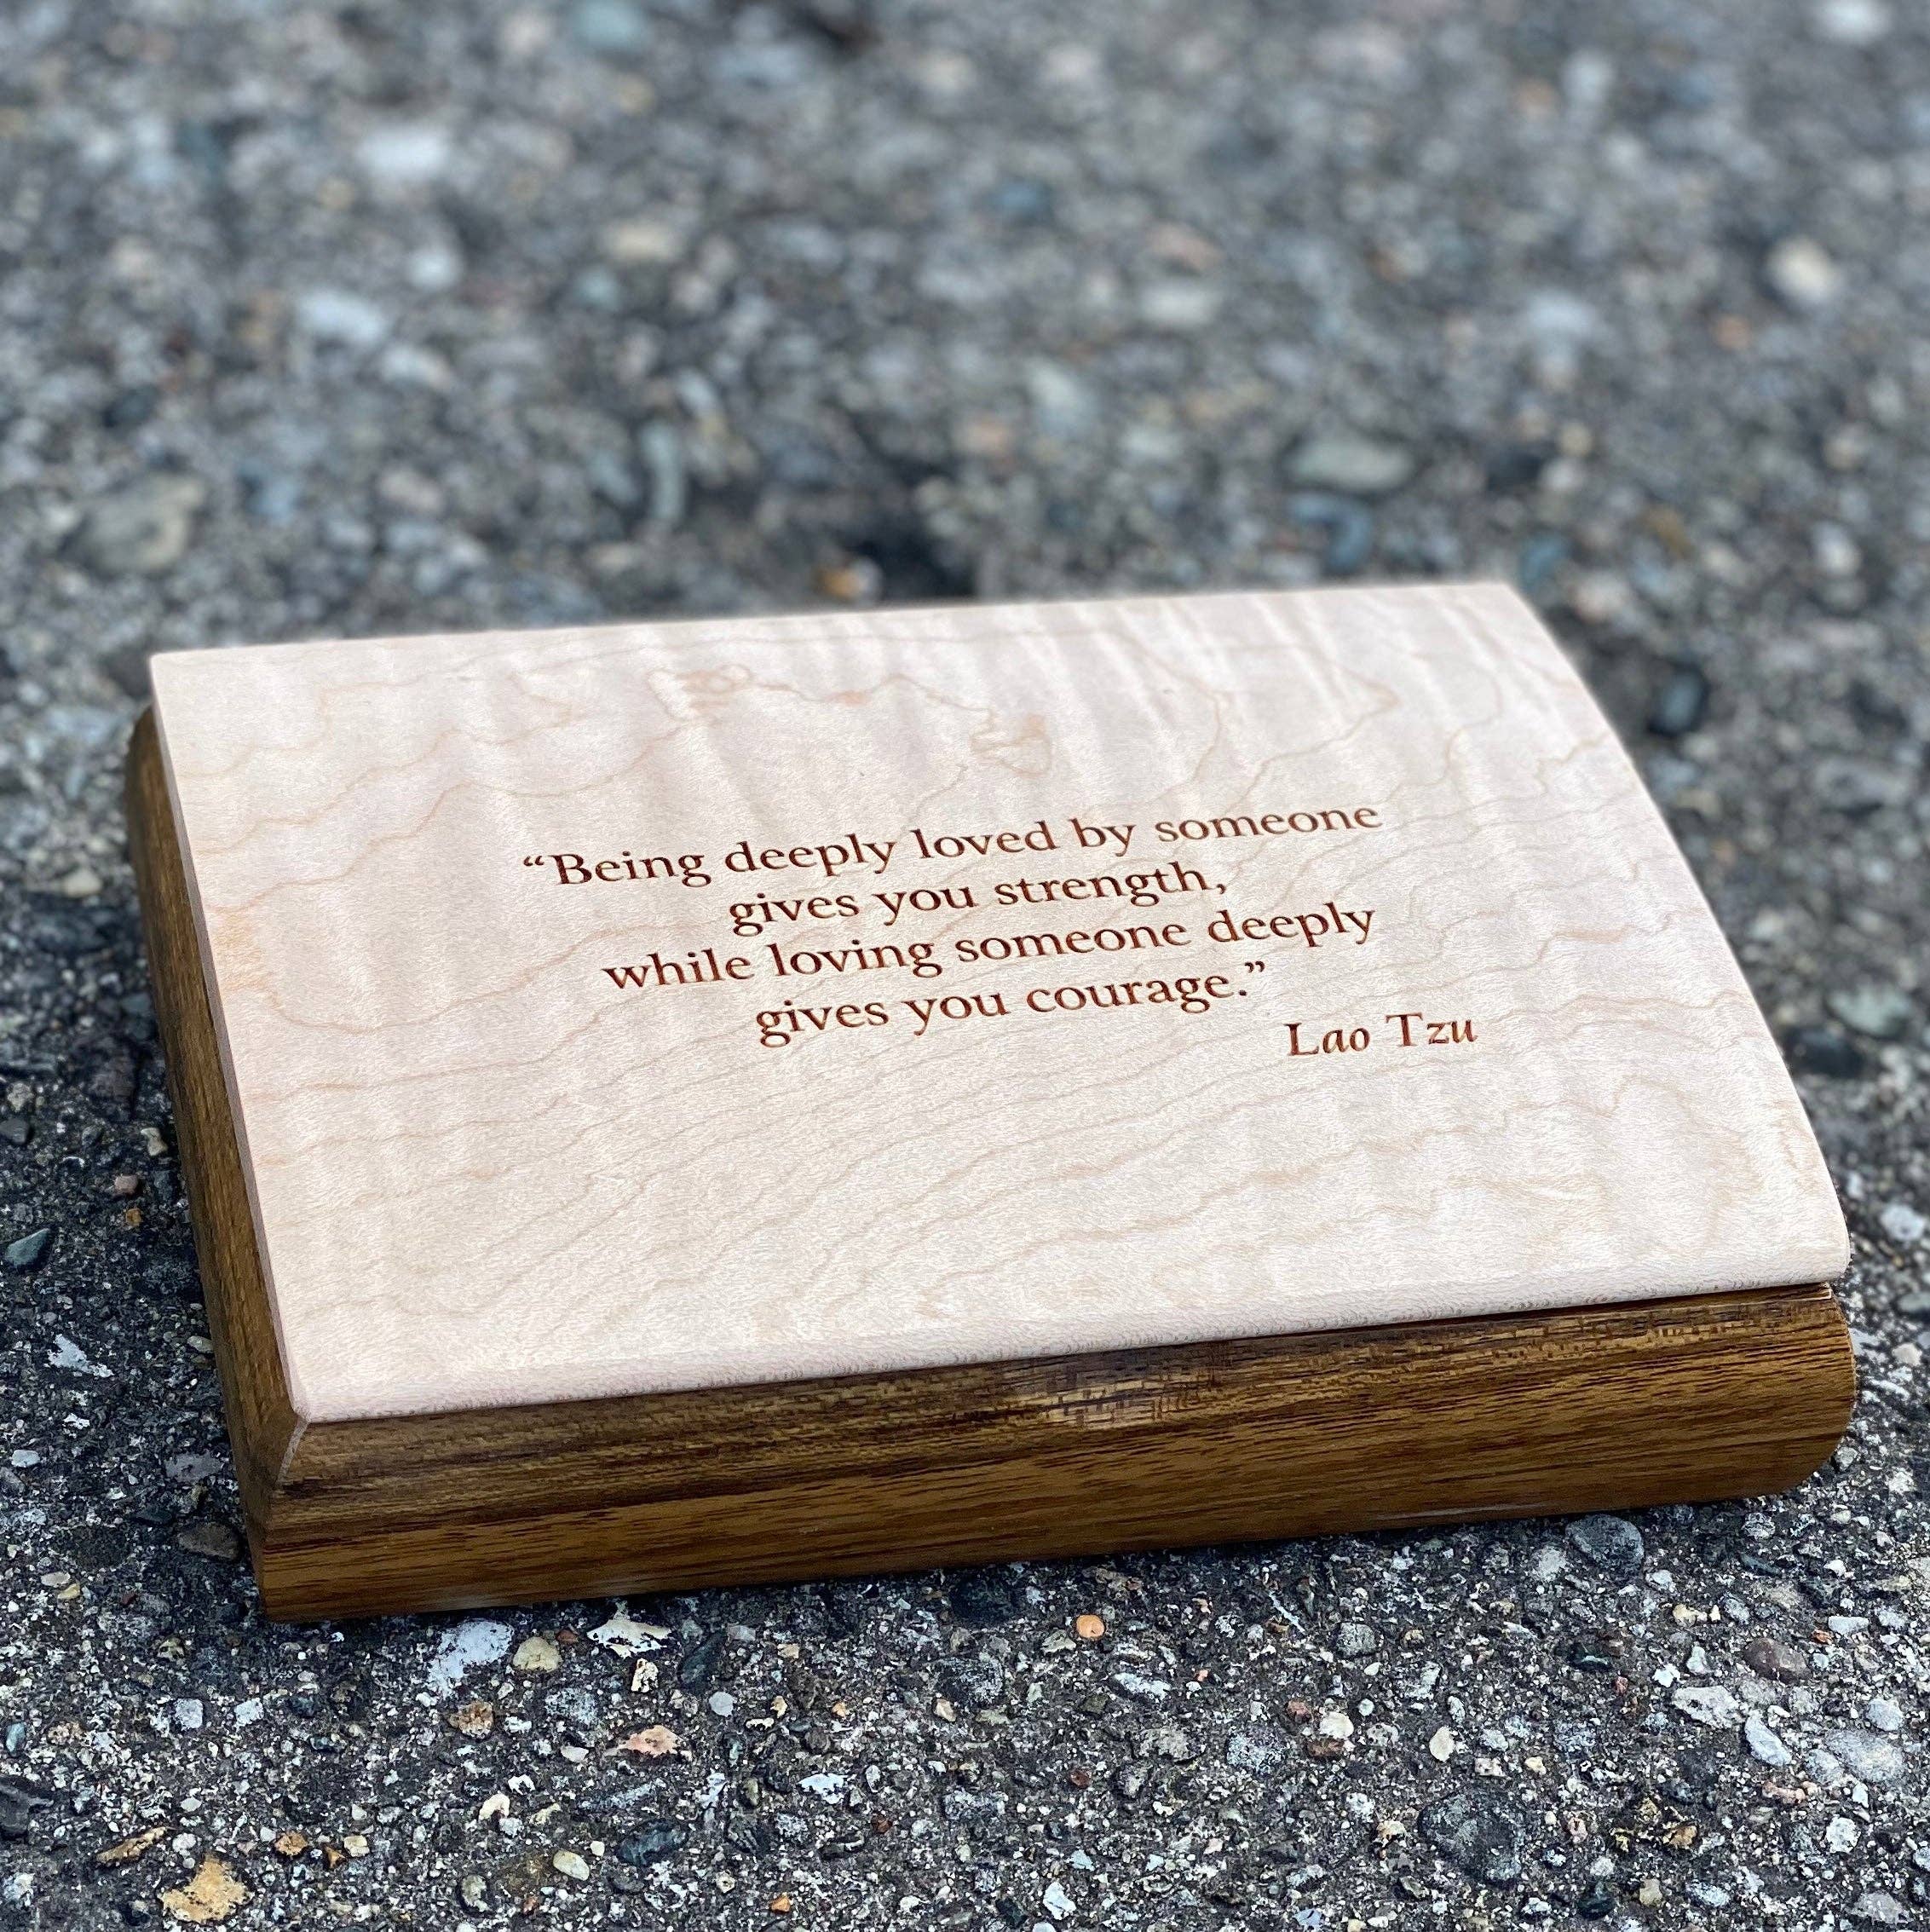 “Being deeply loved by someone
gives you strength,
while loving someone deeply
gives you courage.”
Lao Tzu